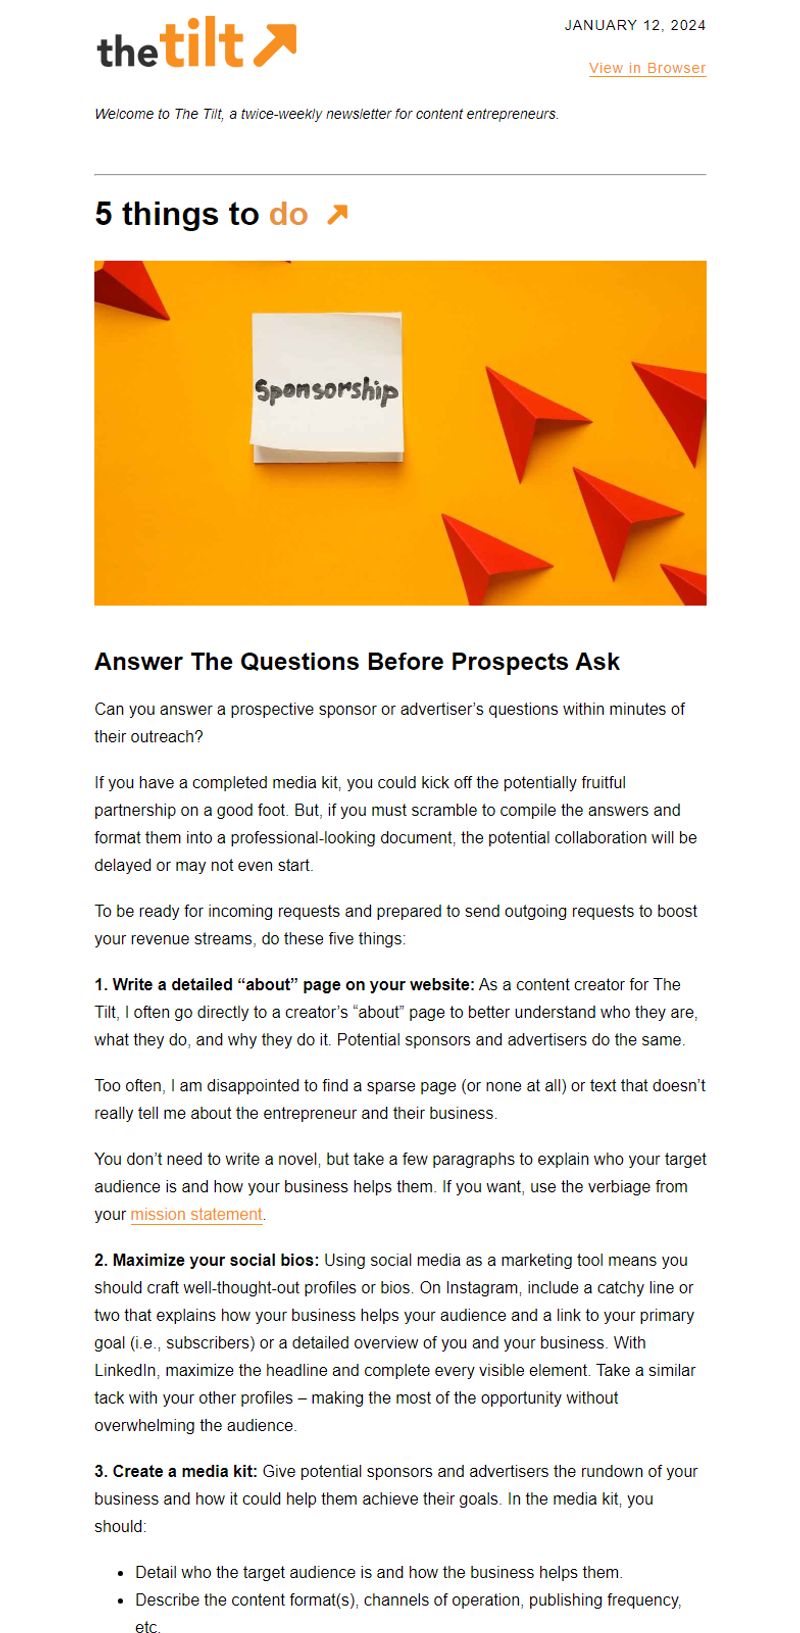 thetilt
JANUARY 12, 2024
View in Browser
Welcome to The Tilt, a twice-weekly newsletter for content entrepreneurs.
5 things to do
Sponsorship
Answer The Questions Before Prospects Ask
Can you answer a prospective sponsor or advertiser’s questions within minutes of
their outreach?
If you have a completed media kit, you could kick off the potentially fruitful
partnership on a good foot. But, if you must scramble to compile the answers and
format them into a professional-looking document, the potential collaboration will be
delayed or may not even start.
To be ready for incoming requests and prepared to send outgoing requests to boost
your revenue streams, do these five things:
1. Write a detailed “about” page on your website: As a content creator for The
Tilt, I often go directly to a creator’s “about” page to better understand who they are,
what they do, and why they do it. Potential sponsors and advertisers do the same.
Too often, I am disappointed to find a sparse page (or none at all) or text that doesn’t
really tell me about the entrepreneur and their business.
You don’t need to write a novel, but take a few paragraphs to explain who your target
audience is and how your business helps them. If you want, use the verbiage from
your mission statement.
2. Maximize your social bios: Using social media as a marketing tool means you
should craft well-thought-out profiles or bios. On Instagram, include a catchy line or
two that explains how your business helps your audience and a link to your primary
goal (i.e., subscribers) or a detailed overview of you and your business. With
LinkedIn, maximize the headline and complete every visible element. Take a similar
tack with your other profiles – making the most of the opportunity without
overwhelming the audience.
3. Create a media kit: Give potential sponsors and advertisers the rundown of your
business and how it could help them achieve their goals. In the media kit, you
should:
• Detail who the target audience is and how the business helps them.
• Describe the content format(s), channels of operation, publishing frequency,
etc.